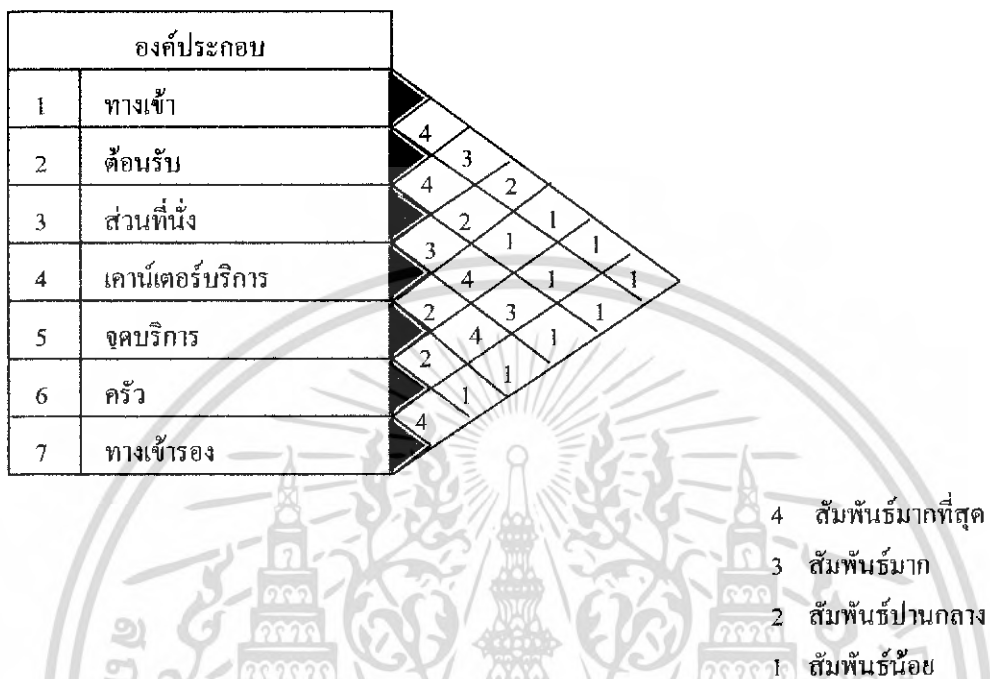 องค์ประกอบ
1 ทางเข้า
4
2 ต้อนรับ 3
4 2
3 ส่วนที่นั่ง 2 1
3 1 1
4 เคาน์เตอร์บริการ 4 1 1
2 3 1
5 จุดบริการ 4 1
2 1
6 ครัว 1
4
7 ทางเข้ารอง
4 สัมพันธ์มากที่สุด
3 สัมพันธ์มาก
2 สัมพันธ์ปานกลาง
1 สัมพันธ์น้อย